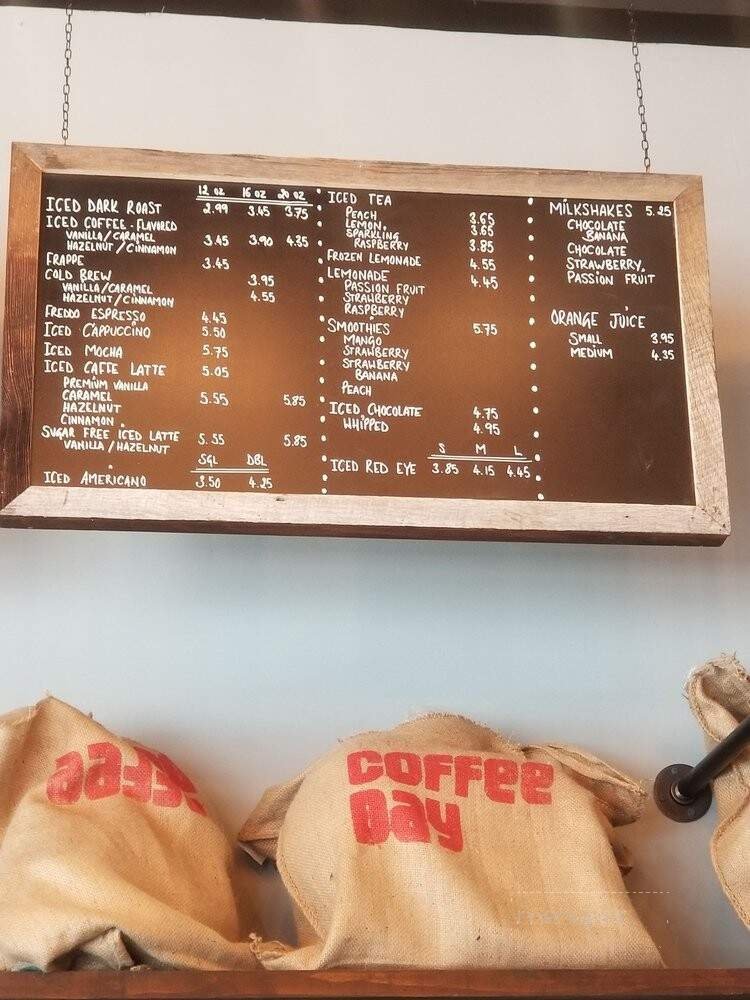 12 oz 16 oz 20 oz
ICED DARK ROAST 2.99 3.45 3.75
ICED COFFEE - FLAVORED
VANILLA/CARAMEL 3.45 3.90 4.35
HAZELNUT/CINNAMON
FRAPPE 3.45
COLD BREW 3.95
VANILLA/CARAMEL 4.55
HAZELNUT/CINNAMON
FREDDO ESPRESSO 4.45
ICED CAPPUCCINO 5.50
ICED MOCHA 5.75
ICED CAFFE LATTE 5.05
PREMIUM VANILLA
CARAMEL 5.55 5.85
HAZELNUT
CINNAMON
SUGAR FREE ICED LATTE 5.55 5.85
VANILLA/HAZELNUT
SGL DBL
ICED AMERICANO 3.50 4.25
ICED TEA
PEACH 3.65
LEMON 3.65
SPARKLING
RASPBERRY 3.85
FROZEN LEMONADE 4.55
LEMONADE 4.45
PASSION FRUIT
STRAWBERRY
RASPBERRY
SMOOTHIES 5.75
MANGO
STRAWBERRY
STRAWBERRY
BANANA
PEACH
ICED CHOCOLATE 4.75
WHIPPED 4.95
S M L
ICED RED EYE 3.85 4.15 4.45
MILKSHAKES 5.25
CHOCOLATE
BANANA
CHOCOLATE
STRAWBERRY
PASSION FRUIT
ORANGE JUICE
SMALL 3.95
MEDIUM 4.35
coffee
Day